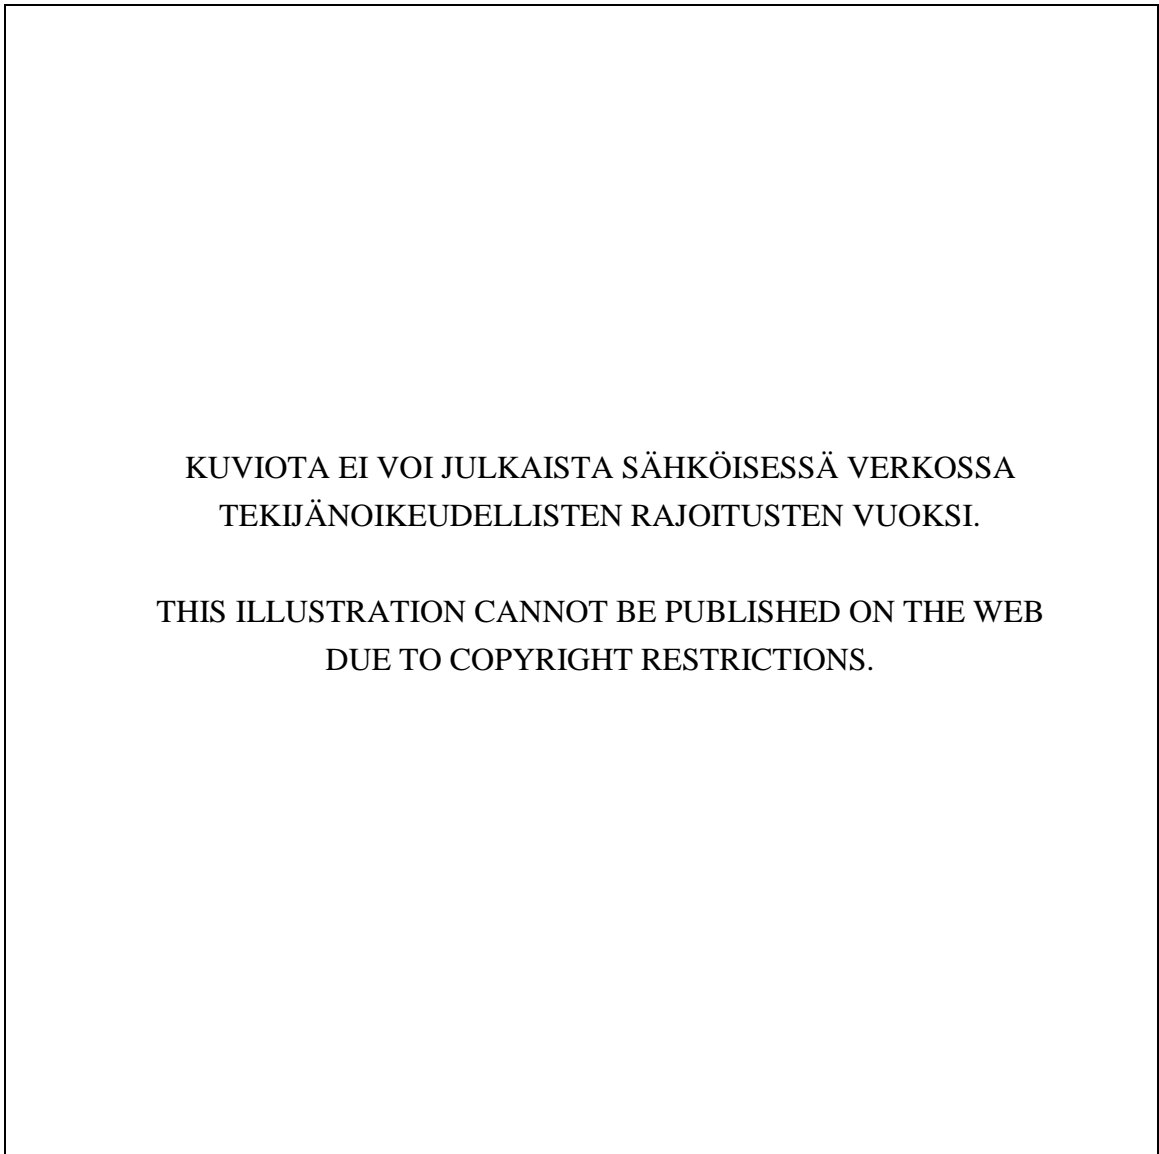 KUVIOTA EI VOI JULKAISTA SÄHKÖISESSÄ VERKOSSA
TEKIJÄNOIKEUDELLISTEN RAJOITUSTEN VUOKSI.
THIS ILLUSTRATION CANNOT BE PUBLISHED ON THE WEB
DUE TO COPYRIGHT RESTRICTIONS.